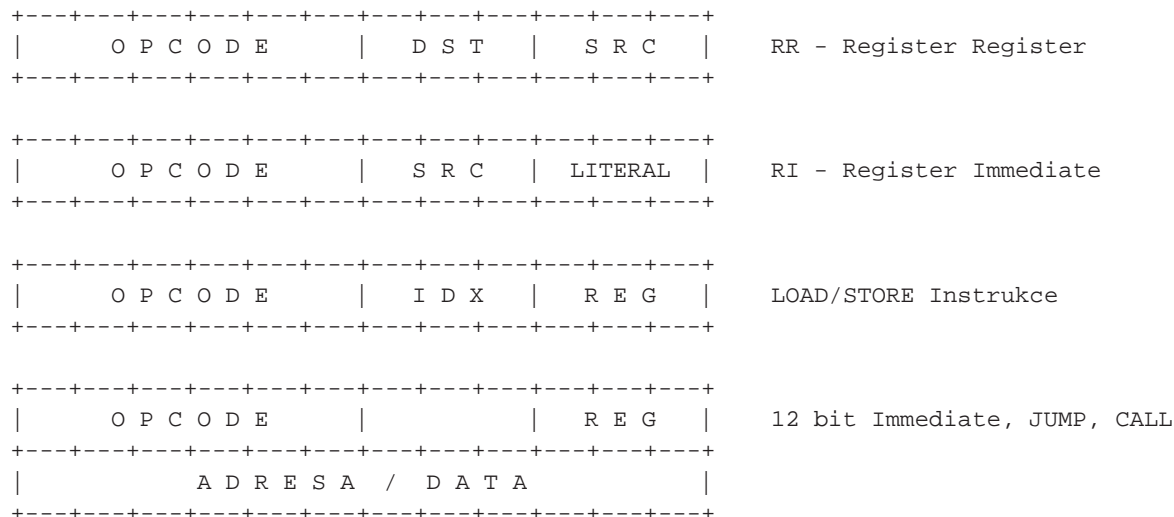 +---+---+---+---+---+---+---+---+---+---+---+---+
| O P C O D E | D S T | S R C | RR - Register Register
+---+---+---+---+---+---+---+---+---+---+---+---+
+---+---+---+---+---+---+---+---+---+---+---+---+
| O P C O D E | S R C | LITERAL | RI - Register Immediate
+---+---+---+---+---+---+---+---+---+---+---+---+
+---+---+---+---+---+---+---+---+---+---+---+---+
| O P C O D E | I D X | R E G | LOAD/STORE Instrukce
+---+---+---+---+---+---+---+---+---+---+---+---+
+---+---+---+---+---+---+---+---+---+---+---+---+
| O P C O D E | | R E G | 12 bit Immediate, JUMP, CALL
+---+---+---+---+---+---+---+---+---+---+---+---+
| A D R E S A / D A T A |
+---+---+---+---+---+---+---+---+---+---+---+---+